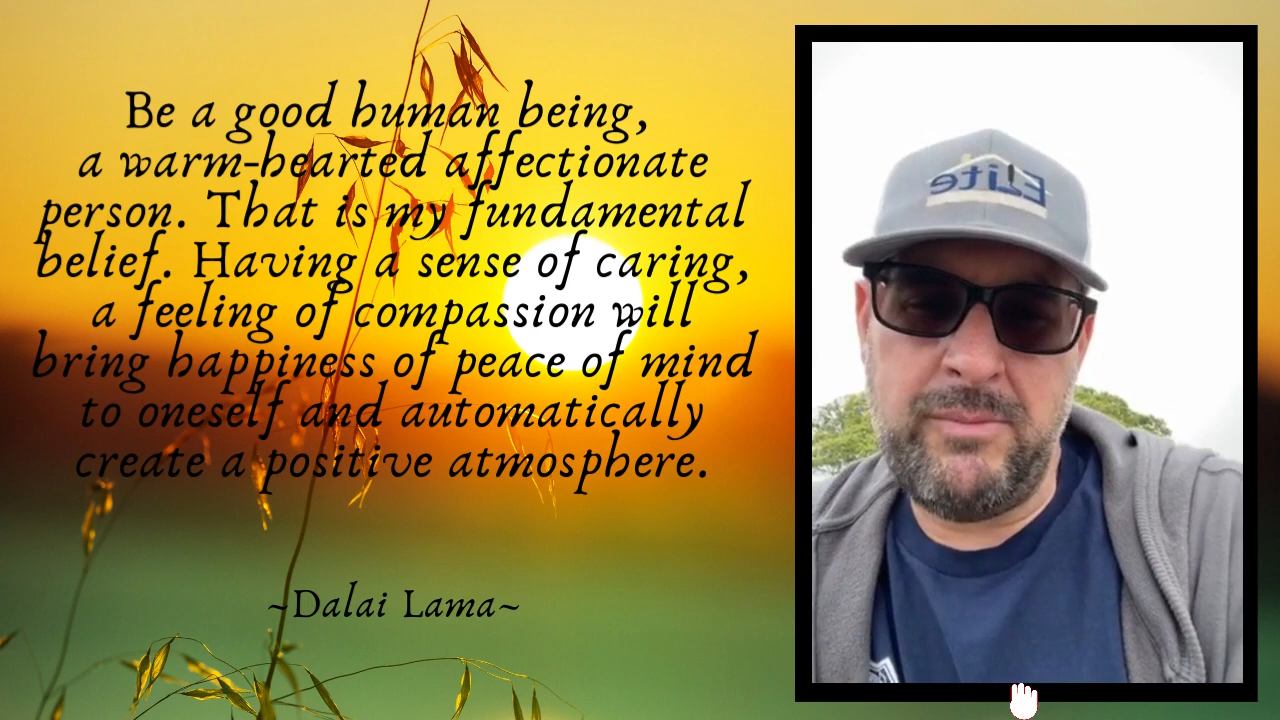 Be a good human being,
a warm-hearted affectionate
person. That is my fundamental
belief. Having a sense of caring,
a feeling of compassion will
bring happiness of peace of mind
to oneself and automatically
create a positive atmosphere.
~Dalai Lama~
Elite